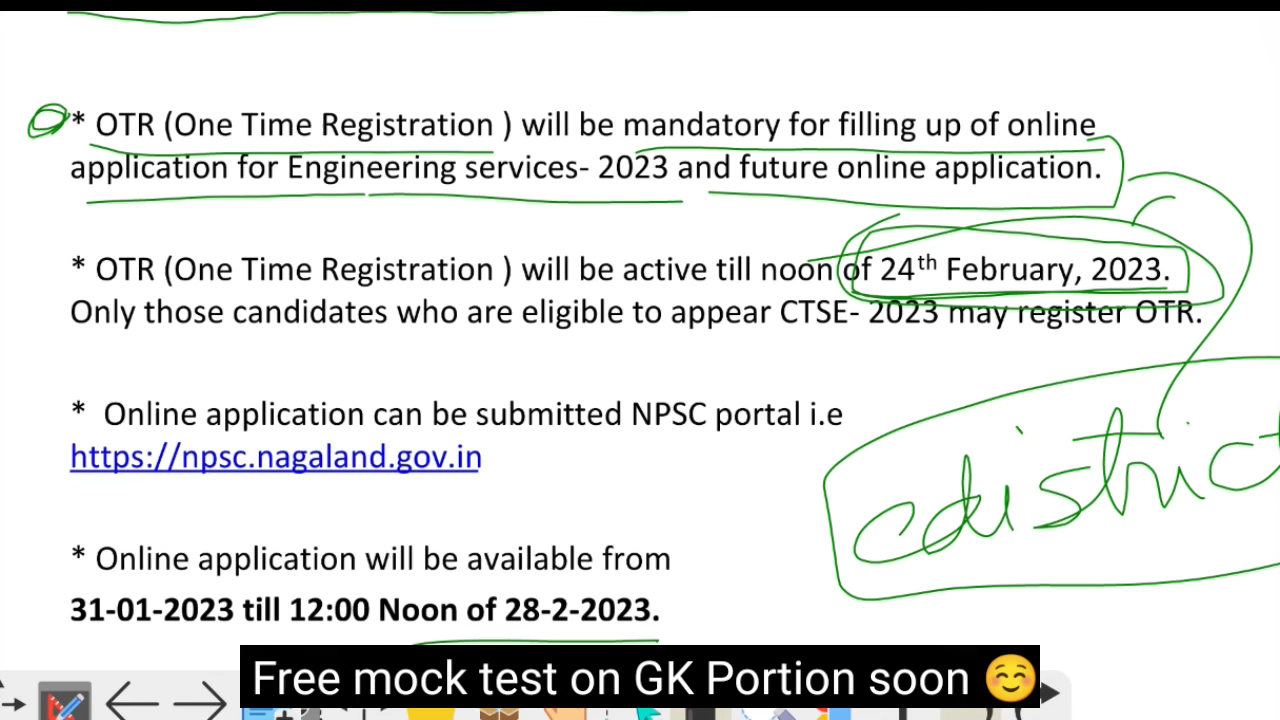 * OTR (One Time Registration ) will be mandatory for filling up of online
application for Engineering services- 2023 and future online application.
* OTR (One Time Registration ) will be active till noon of 24th February, 2023.
Only those candidates who are eligible to appear CTSE- 2023 may register OTR.
* Online application can be submitted NPSC portal i.e
https://npsc.nagaland.gov.in
edistrict
* Online application will be available from
31-01-2023 till 12:00 Noon of 28-2-2023.
Free mock test on GK Portion soon ☺️